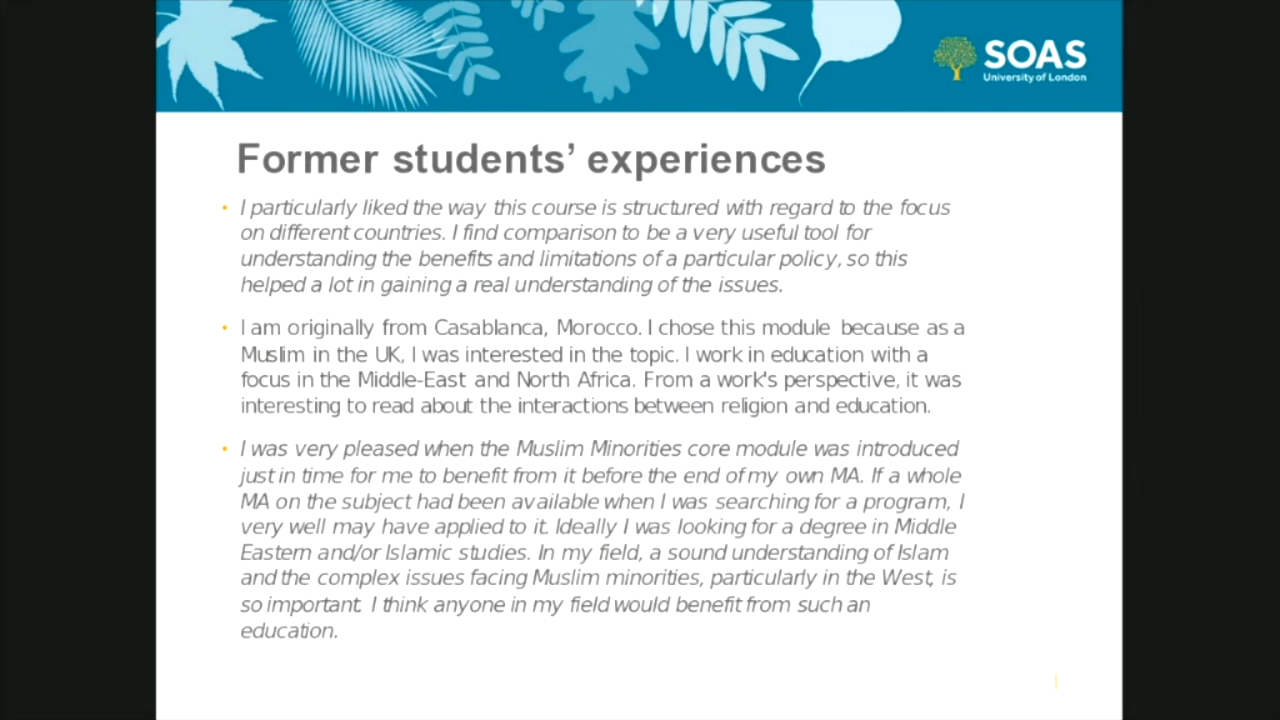 SOAS
University of London
Former students’ experiences
• I particularly liked the way this course is structured with regard to the focus
on different countries. I find comparison to be a very useful tool for
understanding the benefits and limitations of a particular policy, so this
helped a lot in gaining a real understanding of the issues.
• I am originally from Casablanca, Morocco. I chose this module because as a
Muslim in the UK, I was interested in the topic. I work in education with a
focus in the Middle-East and North Africa. From a work's perspective, it was
interesting to read about the interactions between religion and education.
• I was very pleased when the Muslim Minorities core module was introduced
just in time for me to benefit from it before the end of my own MA. If a whole
MA on the subject had been available when I was searching for a program, I
very well may have applied to it. Ideally I was looking for a degree in Middle
Eastern and/or Islamic studies. In my field, a sound understanding of Islam
and the complex issues facing Muslim minorities, particularly in the West, is
so important. I think anyone in my field would benefit from such an
education.